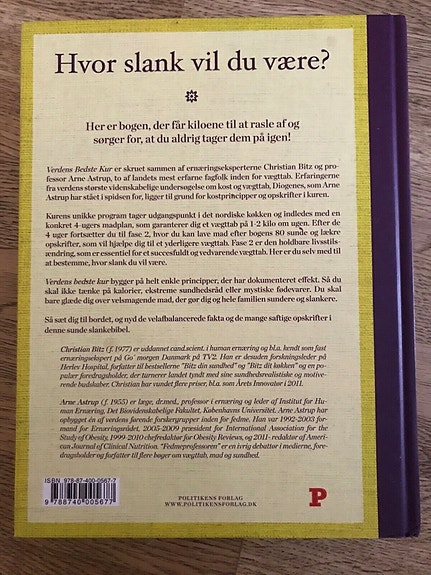 Hvor slank vil du være?
Her er bogen, der får kiloene til at rasle af og
sørger for, at du aldrig tager dem på igen!
Verdens Bedste Kur er skruet sammen af ernæringseksperterne Christian Bitz og pro-
fessor Arne Astrup, to af landets mest erfarne fagfolk inden for vægttab. Erfaringerne
fra verdens største videnskabelige undersøgelse om kost og vægttab, Diogenes, som Arne
Astrup har stået i spidsen for, ligger til grund for kostprincipper og opskrifter i kuren.
Kurens unikke program tager udgangspunkt i det nordiske køkken og indledes med en
konkret 4-ugers madplan, som garanterer dig et vægttab på 1-2 kilo om ugen. Efter de
4 uger fortsætter du til fase 2, hvor du kan lave mad efter bogens 80 sunde og lækre
opskrifter, som vil hjælpe dig til et yderligere vægttab. Fase 2 er den holdbare livsstils-
ændring, som er essentiel for et succesfuldt og vedvarende vægttab. Her er du selv med til
at bestemme, hvor slank du vil være.
Verdens bedste kur bygger på helt enkle principper, der har dokumenteret effekt. Så du
skal ikke tænke på kalorier, ekstreme sundhedsråd eller mystiske fødevarer. Du skal
bare glæde dig over velsmagende mad, der gør dig og hele familien sundere og slankere.
Så sæt dig til bordet, og nyd de velafbalancerede fakta og de mange saftige opskrifter i
denne sunde slankebibel.
Christian Bitz (f. 1977) er uddannet cand.scient. i human ernæring og bl.a. kendt som fast
ernæringsekspert på Go' morgen Danmark på TV2. Han er desuden forskningsleder på
Herlev Hospital, forfatter til bestsellerne "Bitz din sundhed" og "Bitz dit køkken" og en po-
pulær foredragsholder, der turnerer landet tyndt med sine sundhedsrealistiske og motive-
rende budskaber. Christian har vundet flere priser, bl.a. som Årets Innovatør i 2011.
Arne Astrup (f. 1955) er læge, dr.med., professor i ernæring og leder af Institut for Hu-
man Ernæring, Det Biovidenskabelige Fakultet, Københavns Universitet. Arne Astrup har
opbygget én af verdens førende forskergrupper inden for fedme. Han var 1992-2003 for-
mand for Ernæringsrådet, 2005-2009 præsident for International Association for the
Study of Obesity, 1999-2010 chefredaktør for Obesity Reviews, og 2011- redaktør af Ameri-
can Journal of Clinical Nutrition. "Fedmeprofessoren" er en ivrig debattør i medierne, fore-
dragsholder og forfatter til flere bøger om vægttab, mad og sundhed.
ISBN 978-87-400-0567-7
9 788740 005677
POLITIKENS FORLAG
WWW.POLITIKENSFORLAG.DK
P